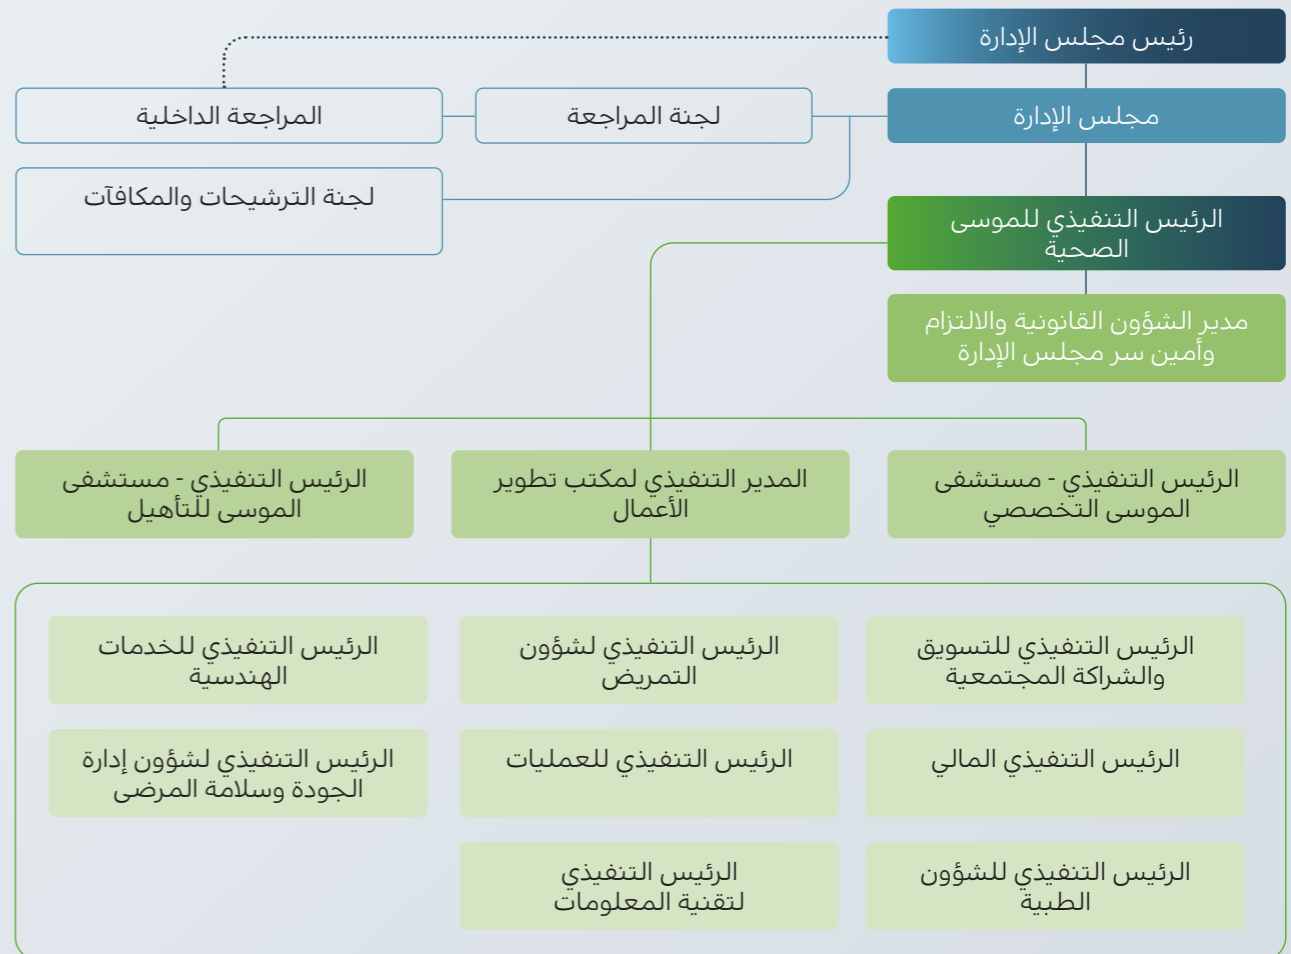 رئيس مجلس الإدارة
مجلس الإدارة
لجنة المراجعة
المراجعة الداخلية
لجنة الترشيحات والمكافآت
الرئيس التنفيذي للموسى
الصحية
مدير الشؤون القانونية والالتزام
وأمين سر مجلس الإدارة
الرئيس التنفيذي - مستشفى
الموسى التخصصي
المدير التنفيذي لمكتب تطوير
الأعمال
الرئيس التنفيذي - مستشفى
الموسى للتأهيل
الرئيس التنفيذي للتسويق
والشراكة المجتمعية
الرئيس التنفيذي لشؤون
التمريض
الرئيس التنفيذي للخدمات
الهندسية
الرئيس التنفيذي المالي
الرئيس التنفيذي للعمليات
الرئيس التنفيذي لشؤون إدارة
الجودة وسلامة المرضى
الرئيس التنفيذي للشؤون
الطبية
الرئيس التنفيذي
لتقنية المعلومات